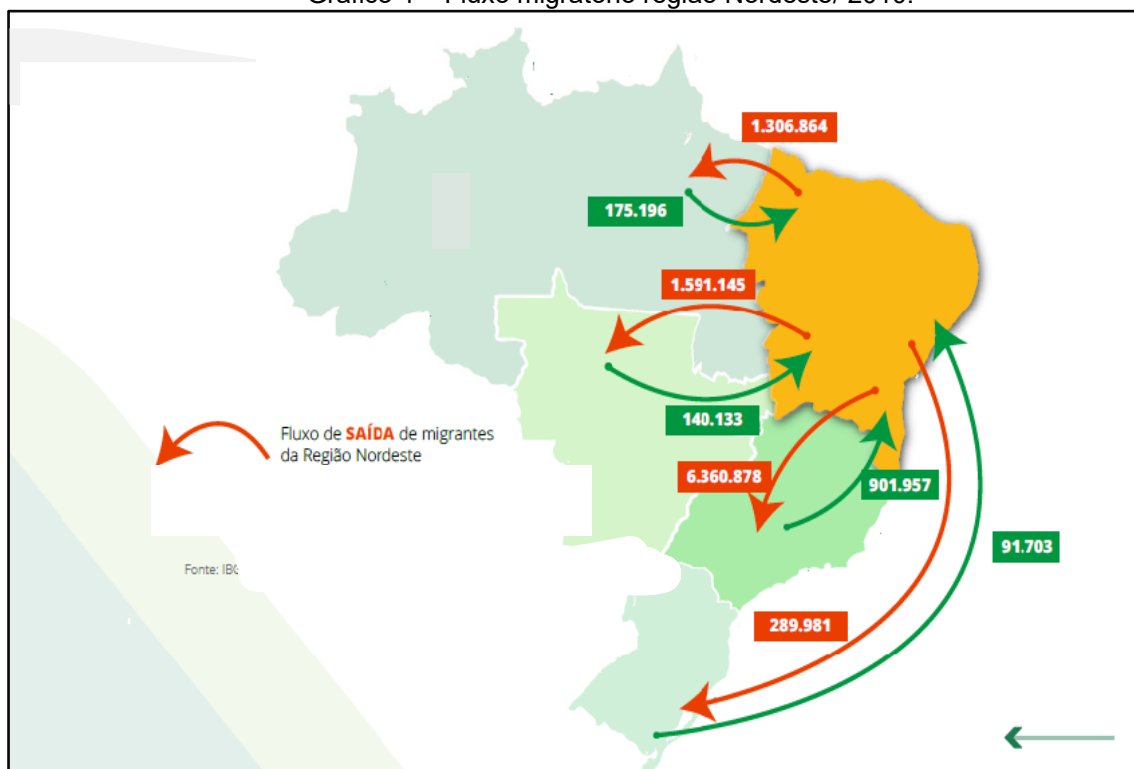 1.306.864
175.196
1.591.145
140.133
Fluxo de SAÍDA de migrantes
da Região Nordeste
6.360.878
901.957
91.703
Fonte:
289.981